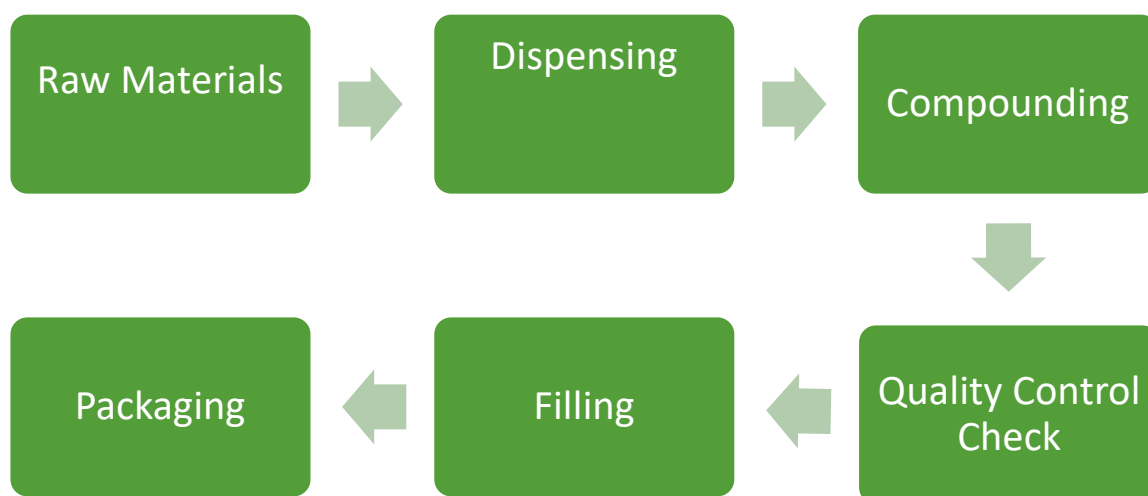 Raw Materials
Dispensing
Compounding
Quality Control
Check
Filling
Packaging